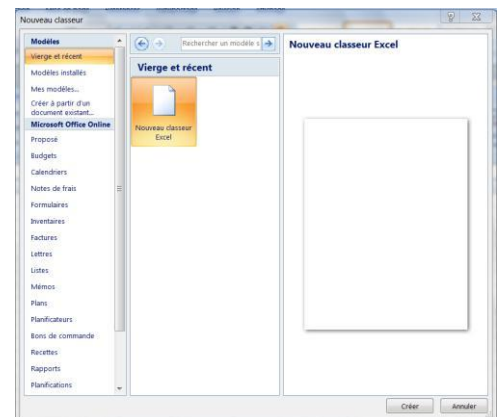 Nouveau classeur
Modèles
Vierge et récent
Modèles installés
Mes modèles...
Créer à partir d'un
document existant...
Microsoft Office Online
Proposé
Budgets
Calendriers
Notes de frais
Formulaires
Inventaires
Factures
Lettres
Listes
Mémos
Plans
Planificateurs
Bons de commande
Recettes
Rapports
Planifications
Rechercher un modèle s
Vierge et récent
Nouveau classeur
Excel
Nouveau classeur Excel
Créer
Annuler